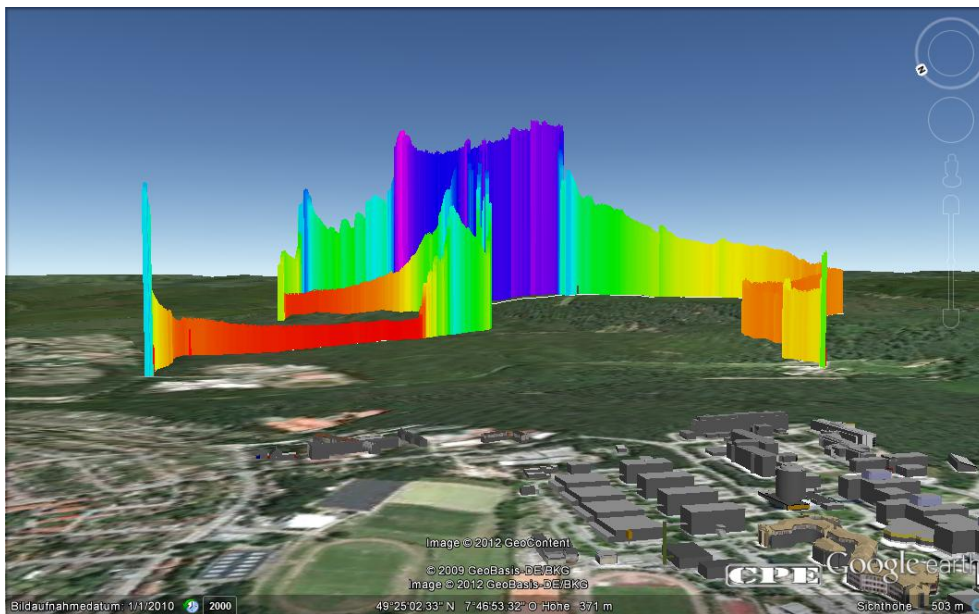 N
Image © 2012 GeoContent
© 2009 GeoBasis-DE/BKG
Image © 2012 GeoBasis-DE/BKG
CPE Google earth
Bildaufnahmedatum: 1/1/2010 2000 49°25'02.33" N 7°46'53.32" O Höhe 371 m Sichthöhe 503 m